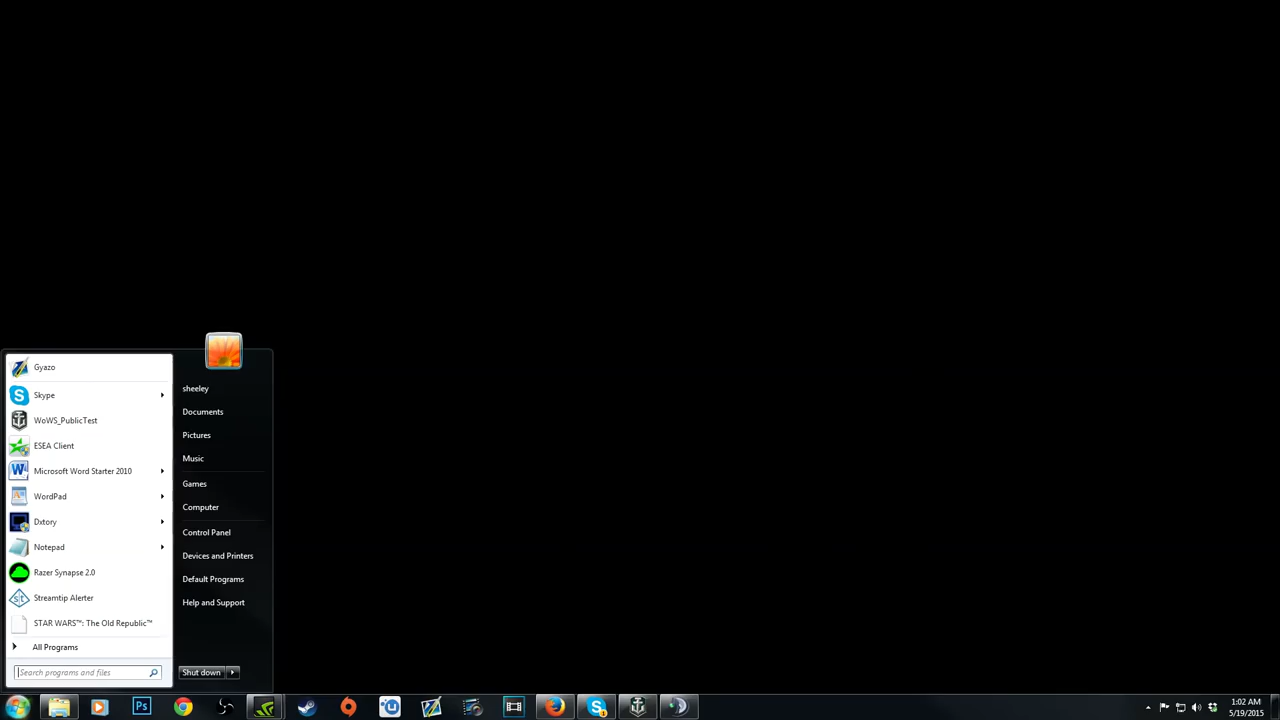 Gyazo
Skype
WoWS_PublicTest
ESEA Client
Microsoft Word Starter 2010
WordPad
Dxtory
Notepad
Razer Synapse 2.0
Streamtip Alerter
STAR WARS™: The Old Republic™
All Programs
Search programs and files
sheeley
Documents
Pictures
Music
Games
Computer
Control Panel
Devices and Printers
Default Programs
Help and Support
Shut down
Ps
1:02 AM
5/19/2015